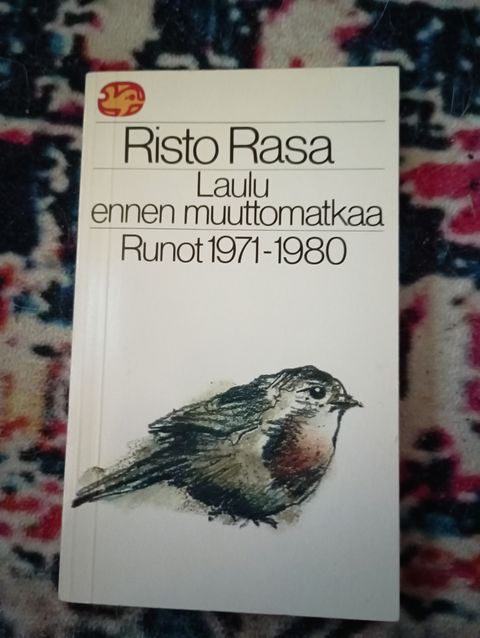 Risto Rasa
Laulu
ennen muuttomatkaa
Runot 1971-1980